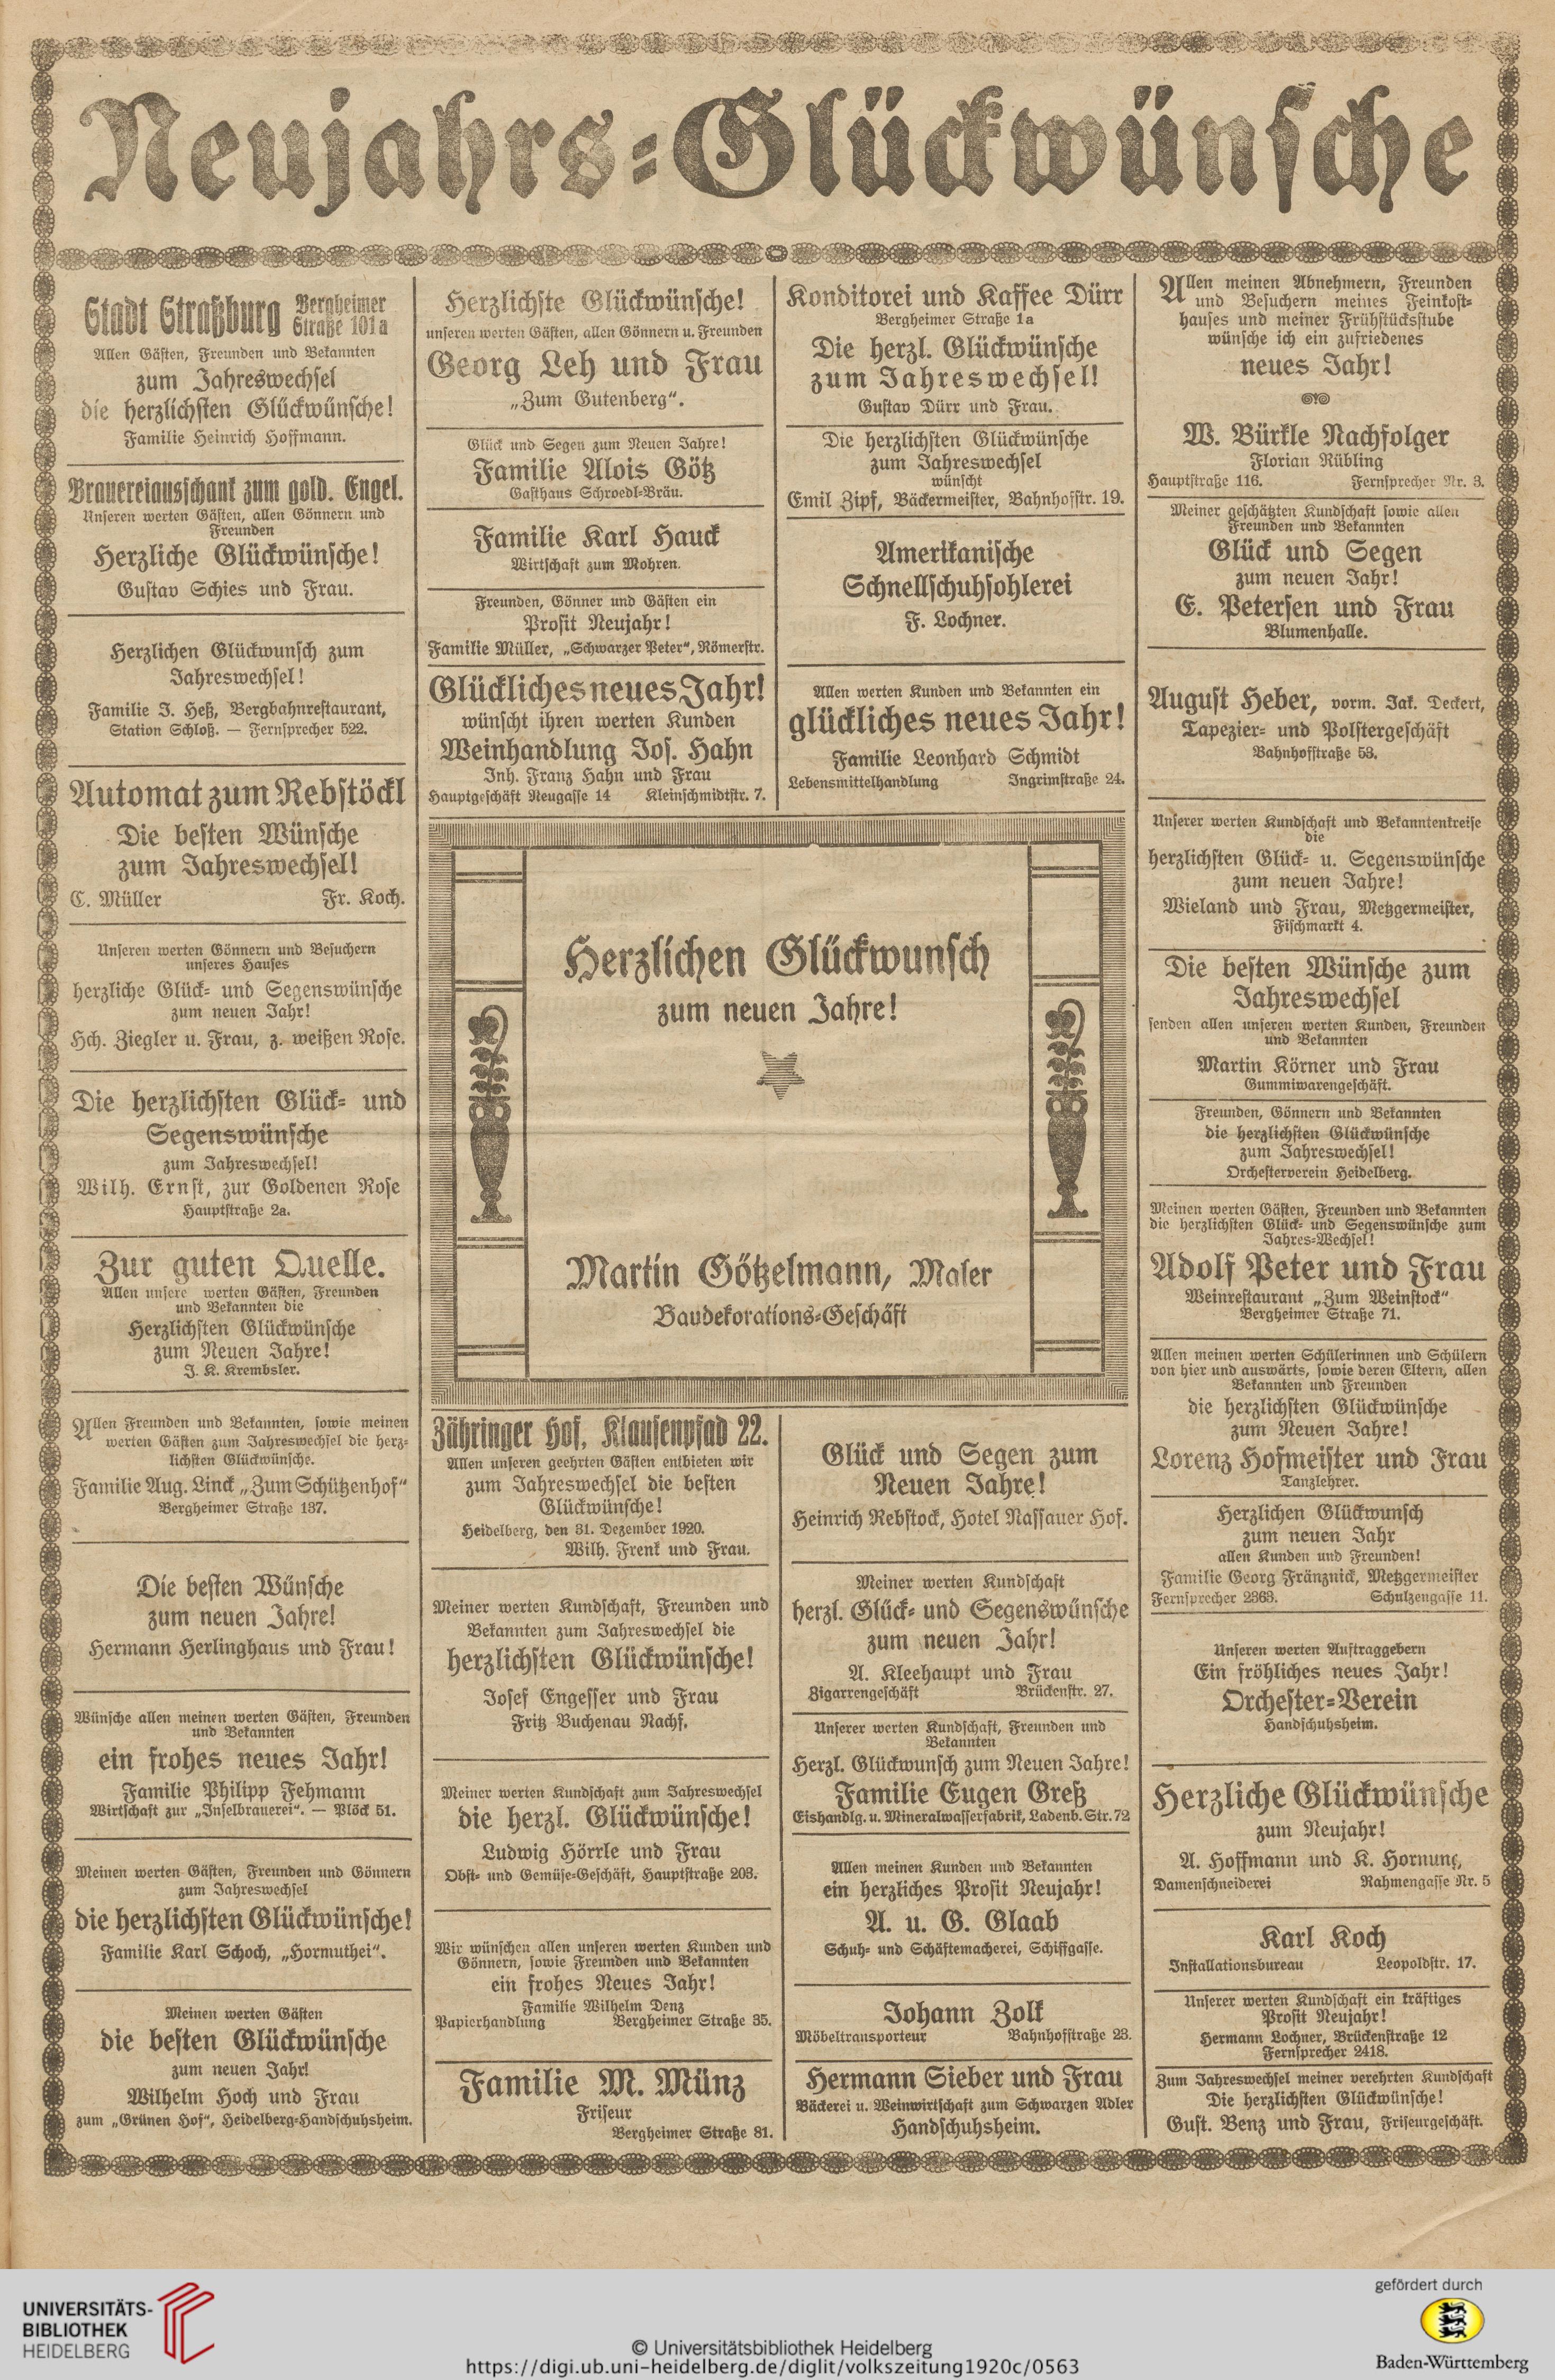 Neujahrs-Glückwünsche
Stadt Straßburg Bergheimer
Straße 101a
Allen Gästen, Freunden und Bekannten
zum Jahreswechsel
die herzlichsten Glückwünsche!
Familie Heinrich Hoffmann.
Brauereiausschank zum gold. Engel.
Unseren werten Gästen, allen Gönnern und
Freunden
Herzliche Glückwünsche!
Gustav Schies und Frau.
Herzlichen Glückwunsch zum
Jahreswechsel!
Familie J. Heß, Bergbahnrestaurant,
Station Schloß. — Fernsprecher 522.
Automat zum Rebstöckl
Die besten Wünsche
zum Jahreswechsel!
C. Müller Fr. Koch.
Unseren werten Gönnern und Besuchern
unseres Hauses
herzliche Glück- und Segenswünsche
zum neuen Jahr!
Hch. Ziegler u. Frau, z. weißen Rose.
Die herzlichsten Glück- und
Segenswünsche
zum Jahreswechsel!
Wilh. Ernst, zur Goldenen Rose
Hauptstraße 2a.
Zur guten Quelle.
Allen unsere werten Gästen, Freunden
und Bekannten die
Herzlichsten Glückwünsche
zum Neuen Jahre!
J. K. Krembsler.
Allen Freunden und Bekannten, sowie meinen
werten Gästen zum Jahreswechsel die herz-
lichsten Glückwünsche.
Familie Aug. Linck „Zum Schützenhof“
Bergheimer Straße 137.
Die besten Wünsche
zum neuen Jahre!
Hermann Herlinghaus und Frau!
Wünsche allen meinen werten Gästen, Freunden
und Bekannten
ein frohes neues Jahr!
Familie Philipp Fehmann
Wirtschaft zur „Inselbrauerei“. — Plöck 51.
Meinen werten Gästen, Freunden und Gönnern
zum Jahreswechsel
die herzlichsten Glückwünsche!
Familie Karl Schoch, „Hormuthei“.
Meinen werten Gästen
die besten Glückwünsche
zum neuen Jahr!
Wilhelm Hoch und Frau
zum „Grünen Hof“, Heidelberg-Handschuhsheim.
Herzlichste Glückwünsche!
unseren werten Gästen, allen Gönnern u. Freunden
Georg Leh und Frau
„Zum Gutenberg“.
Glück und Segen zum Neuen Jahre!
Familie Alois Götz
Gasthaus Schroedl-Bräu.
Familie Karl Hauck
Wirtschaft zum Mohren.
Freunden, Gönner und Gästen ein
Prosit Neujahr!
Familie Müller, „Schwarzer Peter“, Römerstr.
Glückliches neues Jahr!
wünscht ihren werten Kunden
Weinhandlung Jos. Hahn
Inh. Franz Hahn und Frau
Hauptgeschäft Neugasse 14 Kleinschmidtstr. 7.
Konditorei und Kaffee Dürr
Bergheimer Straße 1a
Die herzl. Glückwünsche
zum Jahreswechsel!
Gustav Dürr und Frau.
Die herzlichsten Glückwünsche
zum Jahreswechsel
wünscht
Emil Zipf, Bäckermeister, Bahnhofstr. 19.
Amerikanische
Schnellschuhsohlerei
F. Lochner.
Allen werten Kunden und Bekannten ein
glückliches neues Jahr!
Familie Leonhard Schmidt
Lebensmittelhandlung Ingrimstraße 24.
Herzlichen Glückwunsch
zum neuen Jahre!
Martin Götzelmann, Maler
Baudekorations-Geschäft
Zähringer Hof, Klausenpfad 22.
Allen unseren geehrten Gästen entbieten wir
zum Jahreswechsel die besten
Glückwünsche!
Heidelberg, den 31. Dezember 1920.
Wilh. Frenk und Frau.
Meiner werten Kundschaft, Freunden und
Bekannten zum Jahreswechsel die
herzlichsten Glückwünsche!
Josef Engesser und Frau
Fritz Buchenau Nachf.
Meiner werten Kundschaft zum Jahreswechsel
die herzl. Glückwünsche!
Ludwig Hörrle und Frau
Obst- und Gemüse-Geschäft, Hauptstraße 203.
Wir wünschen allen unseren werten Kunden und
Gönnern, sowie Freunden und Bekannten
ein frohes Neues Jahr!
Familie Wilhelm Denz
Papierhandlung Bergheimer Straße 35.
Familie M. Münz
Friseur
Bergheimer Straße 81.
Glück und Segen zum
Neuen Jahre!
Heinrich Rebstock, Hotel Nassauer Hof.
Meiner werten Kundschaft
herzl. Glück- und Segenswünsche
zum neuen Jahr!
A. Kleehaupt und Frau
Zigarrengeschäft Brückenstr. 27.
Unserer werten Kundschaft, Freunden und
Bekannten
Herzl. Glückwunsch zum Neuen Jahre!
Familie Eugen Greß
Eishandlg. u. Mineralwasserfabrik, Ladenb. Str. 72
Allen meinen Kunden und Bekannten
ein herzliches Prosit Neujahr!
A. u. G. Glaab
Schuh- und Schäftemacherei, Schiffgasse.
Johann Zolk
Möbeltransporteur Bahnhofstraße 23.
Hermann Sieber und Frau
Bäckerei u. Weinwirtschaft zum Schwarzen Adler
Handschuhsheim.
Allen meinen Abnehmern, Freunden
und Besuchern meines Feinkost-
hauses und meiner Frühstücksstube
wünsche ich ein zufriedenes
neues Jahr!
W. Bürkle Nachfolger
Florian Rübling
Hauptstraße 116. Fernsprecher Nr. 3.
Meiner geschätzten Kundschaft sowie allen
Freunden und Bekannten
Glück und Segen
zum neuen Jahr!
E. Petersen und Frau
Blumenhalle.
August Heber, vorm. Jak. Deckert,
Tapezier- und Polstergeschäft
Bahnhofstraße 53.
Unserer werten Kundschaft und Bekanntenkreise
die
herzlichsten Glück- u. Segenswünsche
zum neuen Jahre!
Wieland und Frau, Metzgermeister,
Fischmarkt 4.
Die besten Wünsche zum
Jahreswechsel
senden allen unseren werten Kunden, Freunden
und Bekannten
Martin Körner und Frau
Gummiwarengeschäft.
Freunden, Gönnern und Bekannten
die herzlichsten Glückwünsche
zum Jahreswechsel!
Orchesterverein Heidelberg.
Meinen werten Gästen, Freunden und Bekannten
die herzlichsten Glück- und Segenswünsche zum
Jahres-Wechsel!
Adolf Peter und Frau
Weinrestaurant „Zum Weinstock“
Bergheimer Straße 71.
Allen meinen werten Schülerinnen und Schülern
von hier und auswärts, sowie deren Eltern, allen
Bekannten und Freunden
die herzlichsten Glückwünsche
zum Neuen Jahre!
Lorenz Hofmeister und Frau
Tanzlehrer.
Herzlichen Glückwunsch
zum neuen Jahr
allen Kunden und Freunden!
Familie Georg Fränznick, Metzgermeister
Fernsprecher 2363. Schulzengasse 11.
Unseren werten Auftraggebern
Ein fröhliches neues Jahr!
Orchester-Verein
Handschuhsheim.
Herzliche Glückwünsche
zum Neujahr!
A. Hoffmann und K. Hornung,
Damenschneiderei Rahmengasse Nr. 5
Karl Koch
Installationsbureau Leopoldstr. 17.
Unserer werten Kundschaft ein kräftiges
Prosit Neujahr!
Hermann Lochner, Brückenstraße 12
Fernsprecher 2418.
Zum Jahreswechsel meiner verehrten Kundschaft
Die herzlichsten Glückwünsche!
Gust. Benz und Frau, Friseurgeschäft.
UNIVERSITÄTS-
BIBLIOTHEK
HEIDELBERG
© Universitätsbibliothek Heidelberg
https://digi.ub.uni-heidelberg.de/diglit/volkszeitung1920c/0563
gefördert durch
Baden-Württemberg